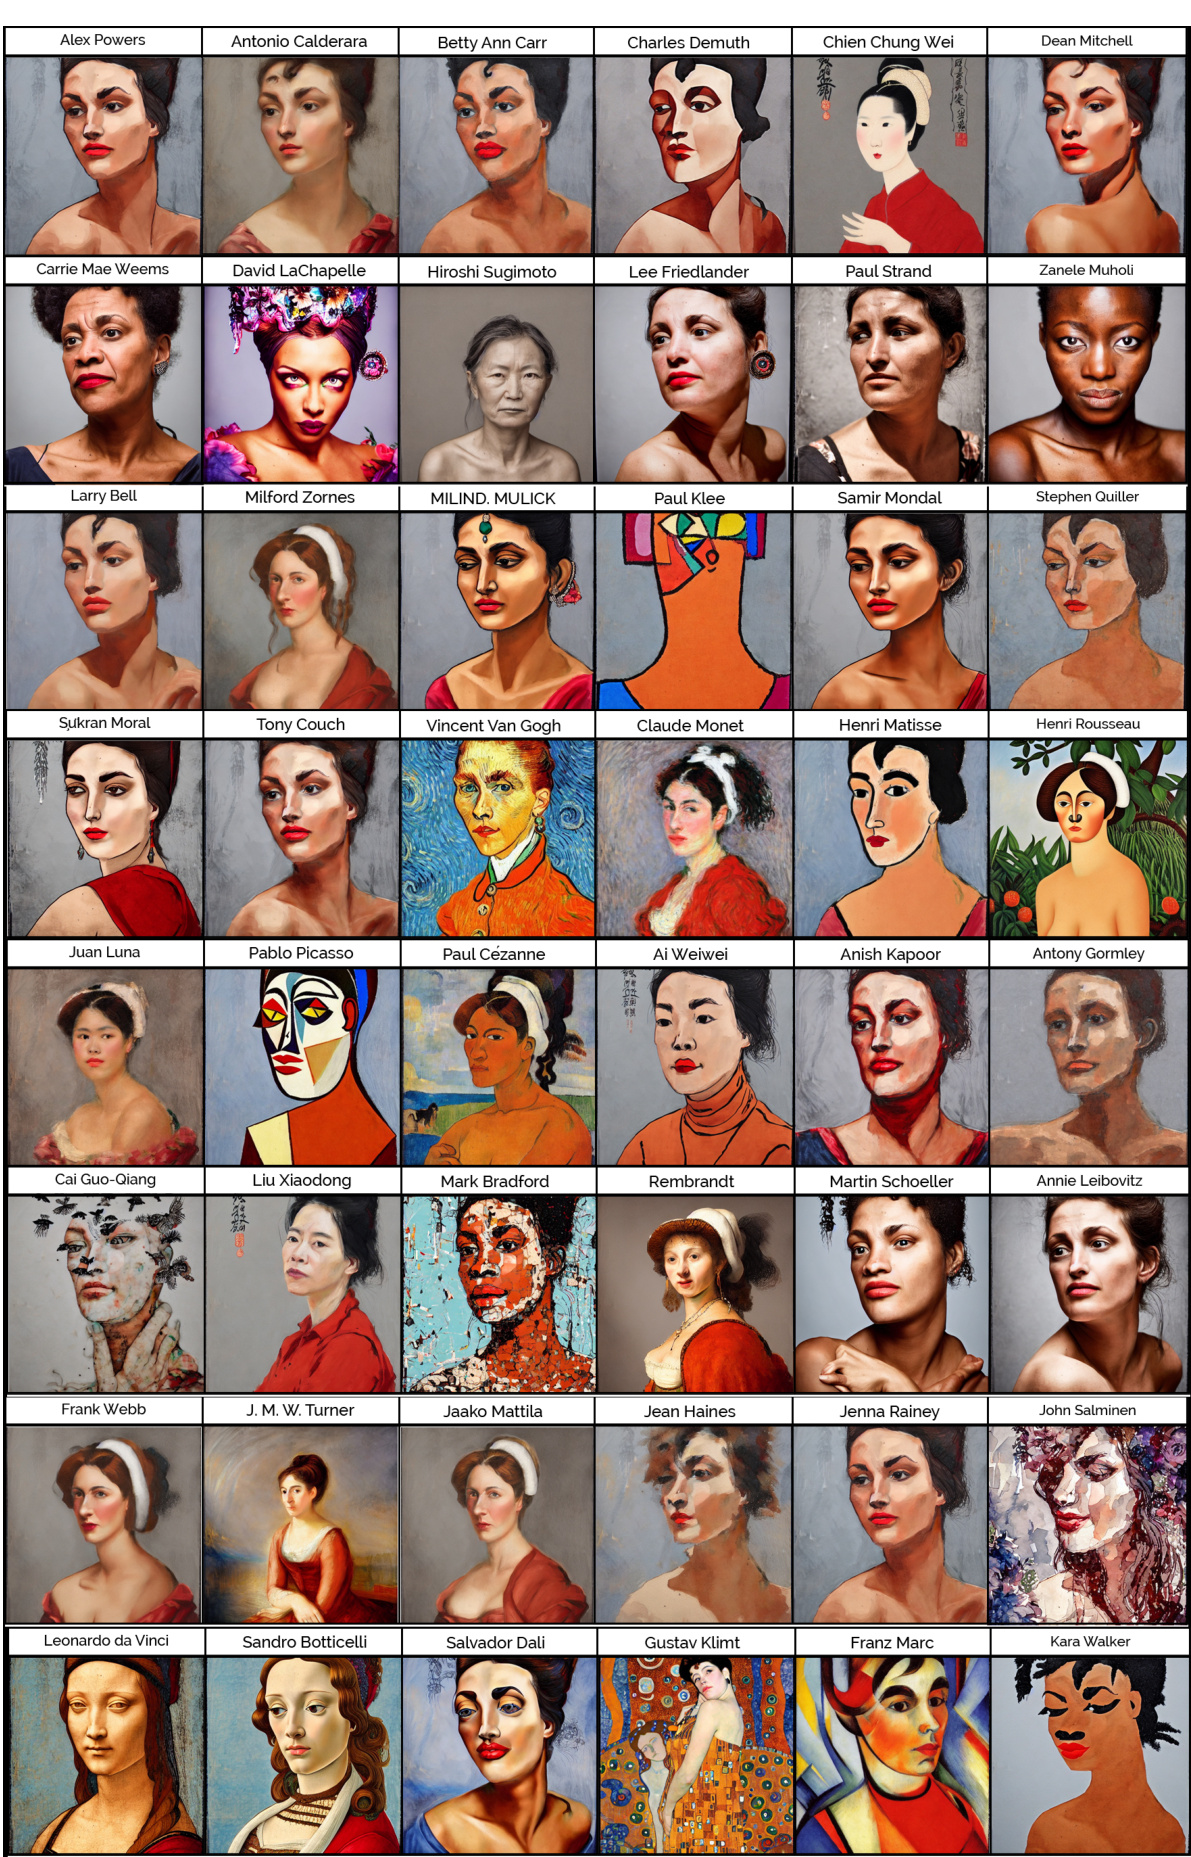 Alex Powers
Antonio Calderara
Betty Ann Carr
Charles Demuth
Chien Chung Wei
Dean Mitchell
Carrie Mae Weems
David LaChapelle
Hiroshi Sugimoto
Lee Friedlander
Paul Strand
Zanele Muholi
Larry Bell
Milford Zornes
MILIND. MULICK
Paul Klee
Samir Mondal
Stephen Quiller
Şukran Moral
Tony Couch
Vincent Van Gogh
Claude Monet
Henri Matisse
Henri Rousseau
Juan Luna
Pablo Picasso
Paul Cézanne
Ai Weiwei
Anish Kapoor
Antony Gormley
Cai Guo-Qiang
Liu Xiaodong
Mark Bradford
Rembrandt
Martin Schoeller
Annie Leibovitz
Frank Webb
J. M. W. Turner
Jaako Mattila
Jean Haines
Jenna Rainey
John Salminen
Leonardo da Vinci
Sandro Botticelli
Salvador Dali
Gustav Klimt
Franz Marc
Kara Walker